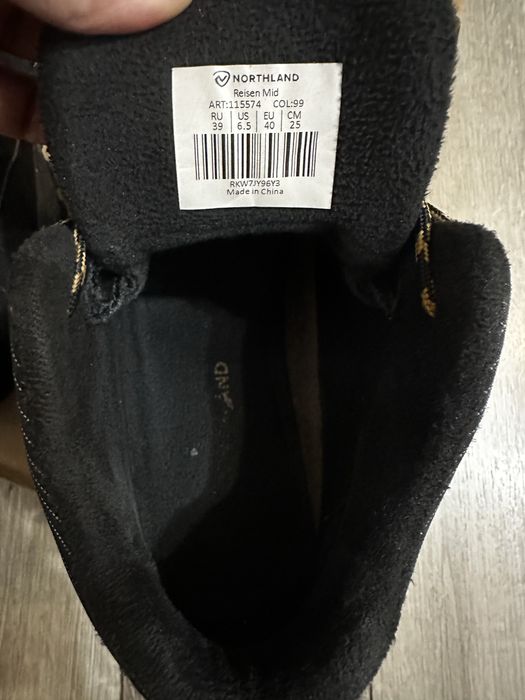 NORTHLAND
Reisen Mid
ART:115574 COL:99
RU US EU CM
39 6.5 40 25
RKW7JY96Y3
Made in China